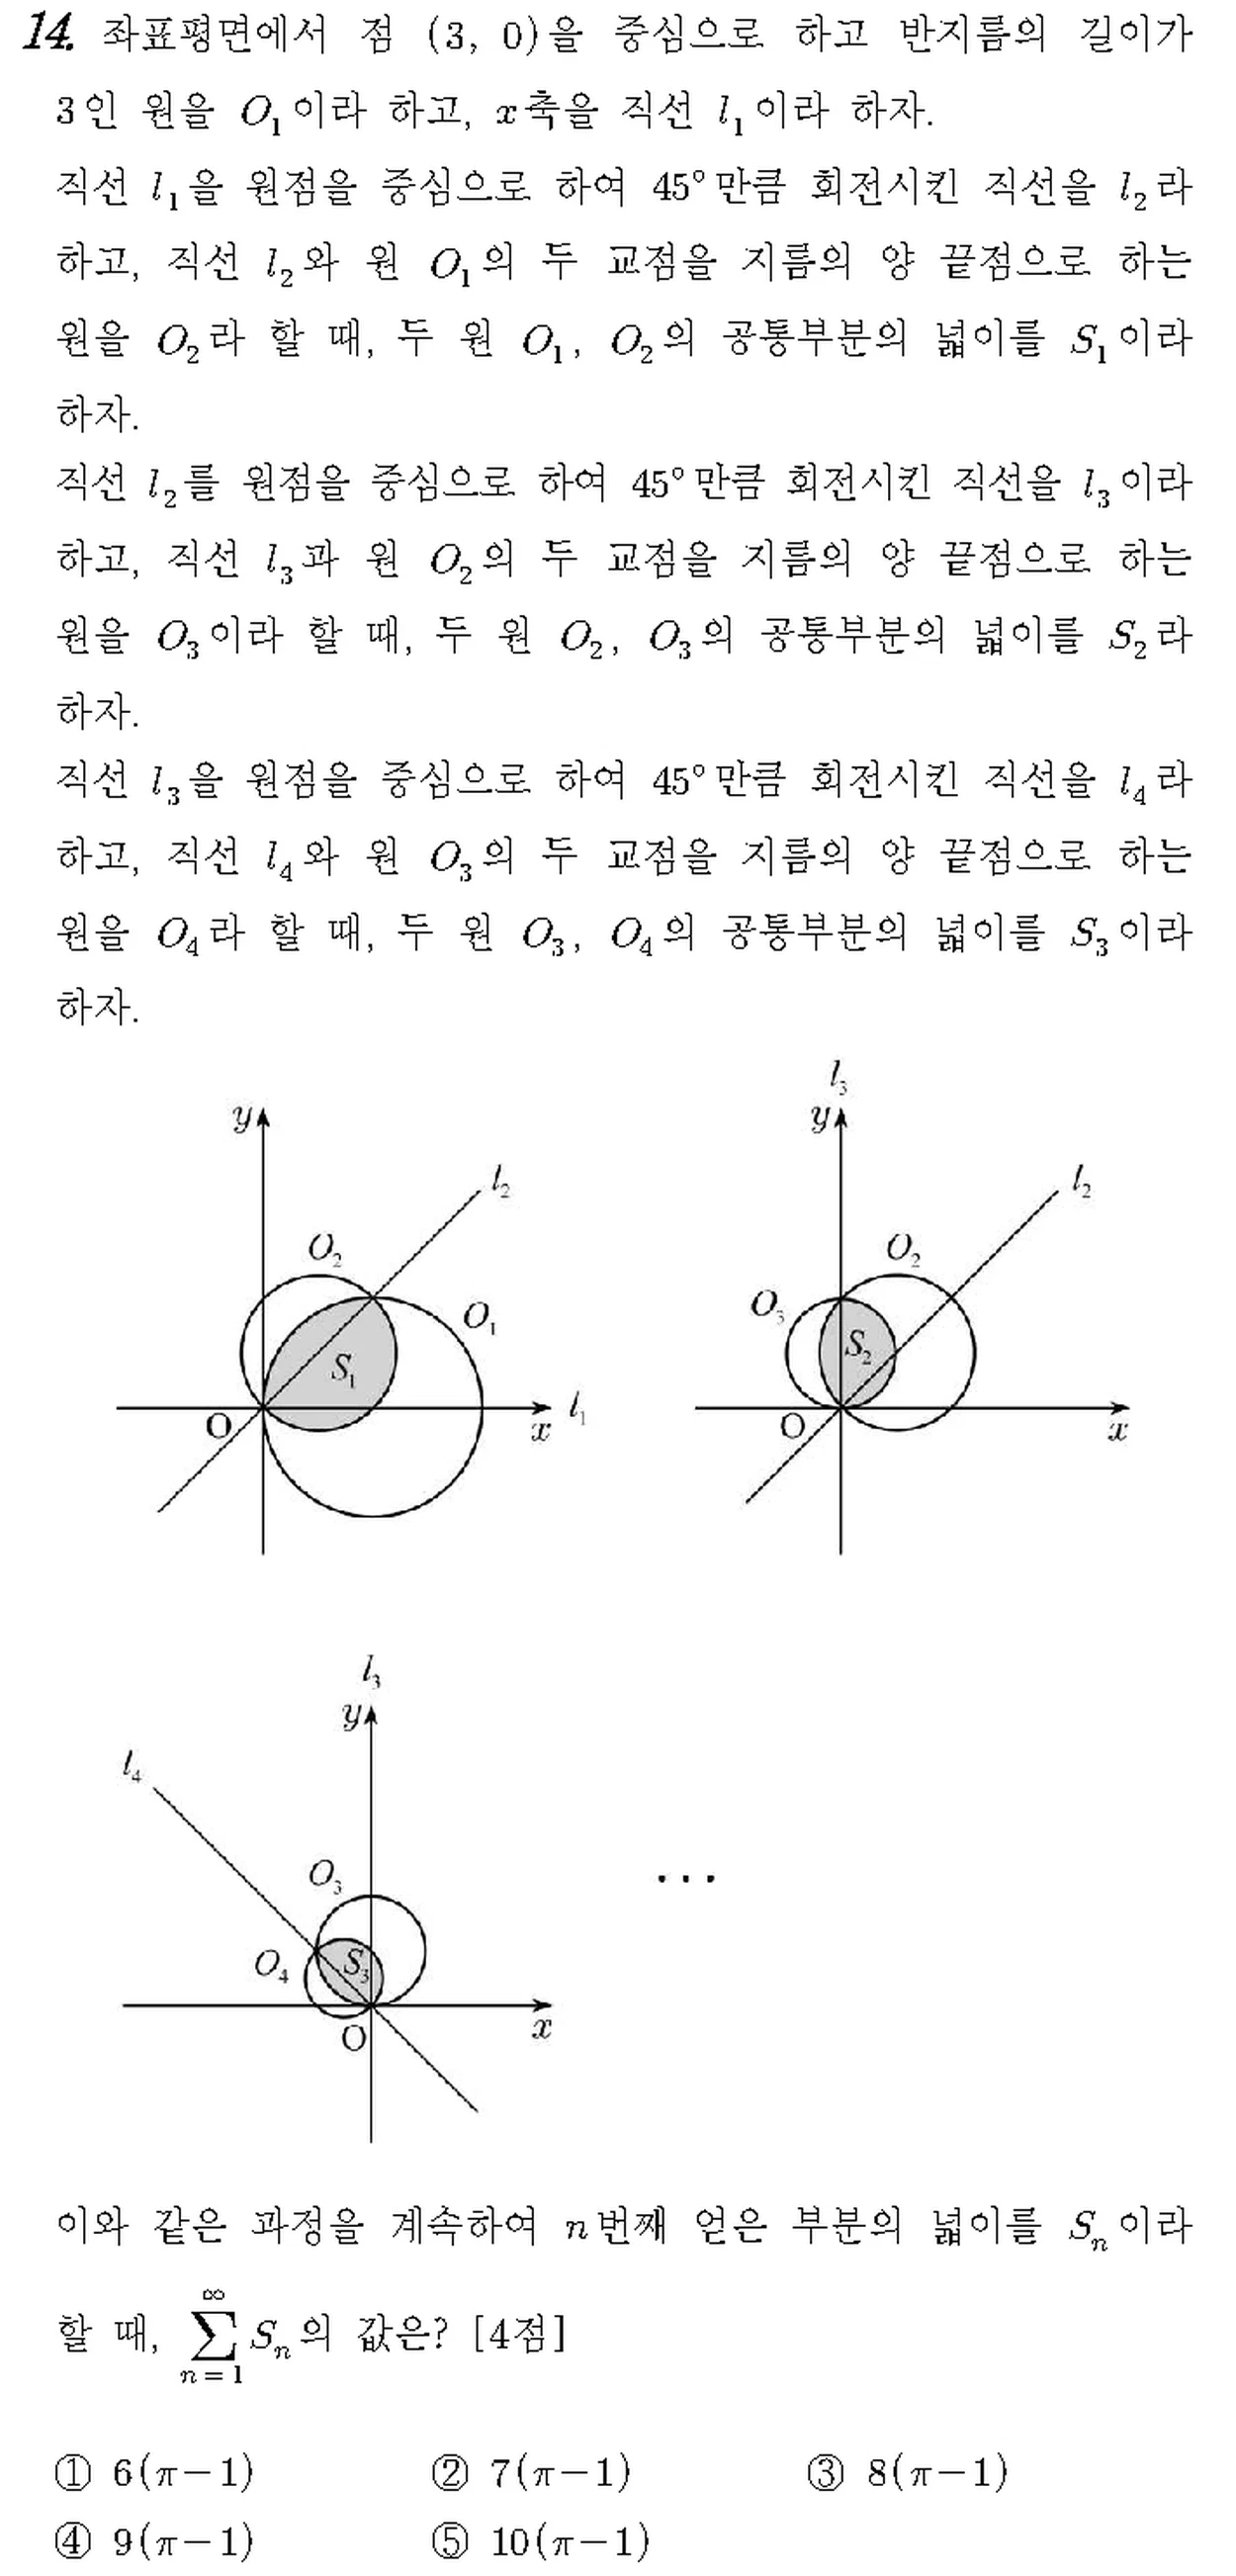 14. 좌표평면에서 점 (3, 0)을 중심으로 하고 반지름의 길이가
3인 원을 O₁이라 하고, x축을 직선 l₁이라 하자.
직선 l₁을 원점을 중심으로 하여 45°만큼 회전시킨 직선을 l₂라
하고, 직선 l₂와 원 O₁의 두 교점을 지름의 양 끝점으로 하는
원을 O₂라 할 때, 두 원 O₁, O₂의 공통부분의 넓이를 S₁이라
하자.
직선 l₂를 원점을 중심으로 하여 45°만큼 회전시킨 직선을 l₃이라
하고, 직선 l₃과 원 O₂의 두 교점을 지름의 양 끝점으로 하는
원을 O₃이라 할 때, 두 원 O₂, O₃의 공통부분의 넓이를 S₂라
하자.
직선 l₃을 원점을 중심으로 하여 45°만큼 회전시킨 직선을 l₄라
하고, 직선 l₄와 원 O₃의 두 교점을 지름의 양 끝점으로 하는
원을 O₄라 할 때, 두 원 O₃, O₄의 공통부분의 넓이를 S₃이라
하자.
y
l₂
O₂
O₁
S₁
O
x
l₁
l₃
y
l₂
O₂
O₃
S₂
O
x
l₃
y
l₄
O₃
O₄
S₃
O
x
⋯
이와 같은 과정을 계속하여 n번째 얻은 부분의 넓이를 Sₙ이라
할 때, ∑_{n=1}^{∞} Sₙ의 값은? [4점]
① 6(π−1) ② 7(π−1) ③ 8(π−1)
④ 9(π−1) ⑤ 10(π−1)